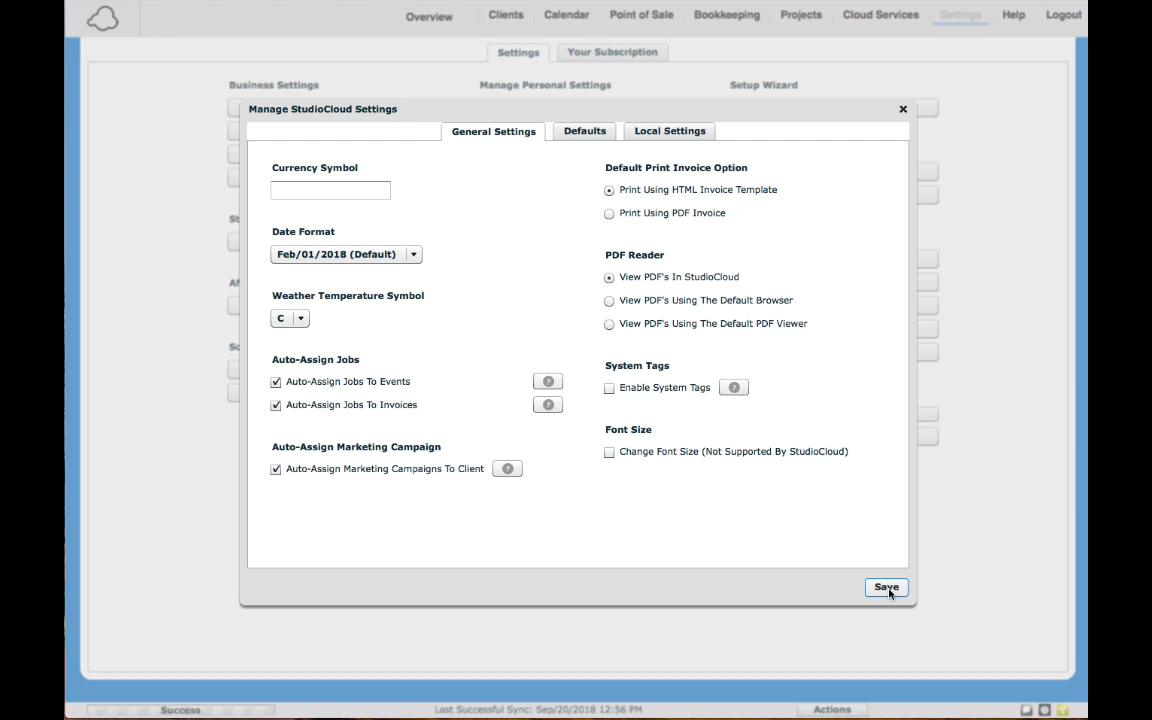 Overview Clients Calendar Point of Sale Bookkeeping Projects Cloud Services Settings Help Logout
Settings Your Subscription
Business Settings Manage Personal Settings Setup Wizard
Manage StudioCloud Settings
General Settings Defaults Local Settings
Currency Symbol
Date Format
Feb/01/2018 (Default)
Weather Temperature Symbol
C
Auto-Assign Jobs
Auto-Assign Jobs To Events ?
Auto-Assign Jobs To Invoices ?
Auto-Assign Marketing Campaign
Auto-Assign Marketing Campaigns To Client ?
Default Print Invoice Option
Print Using HTML Invoice Template
Print Using PDF Invoice
PDF Reader
View PDF's In StudioCloud
View PDF's Using The Default Browser
View PDF's Using The Default PDF Viewer
System Tags
Enable System Tags ?
Font Size
Change Font Size (Not Supported By StudioCloud)
Save
St
Af
So
Success Last Successful Sync: Sep/20/2018 12:56 PM Actions